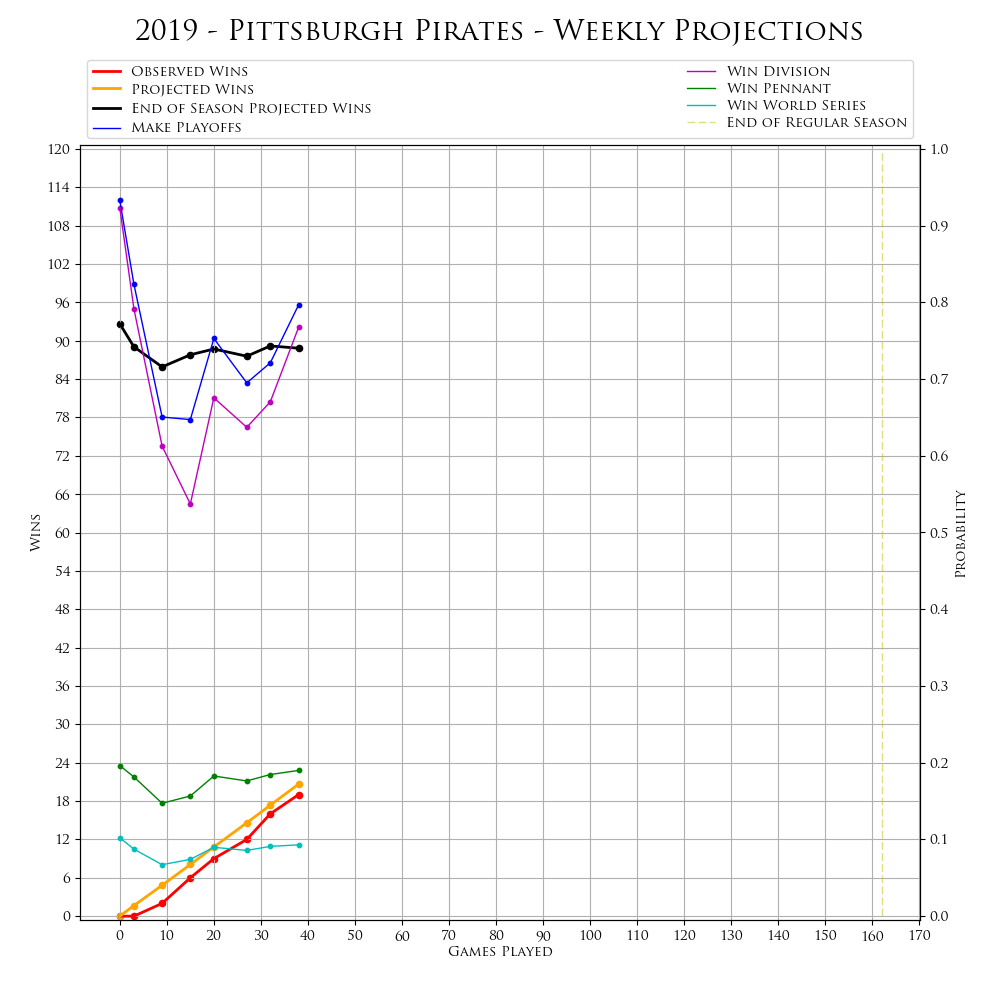 2019 - Pittsburgh Pirates - Weekly Projections
Observed Wins
Projected Wins
End of Season Projected Wins
Make Playoffs
Win Division
Win Pennant
Win World Series
End of Regular Season
120
114
108
102
96
90
84
78
72
66
60
54
48
42
36
30
24
18
12
6
0
Wins
1.0
0.9
0.8
0.7
0.6
0.5
0.4
0.3
0.2
0.1
0.0
Probability
0 10 20 30 40 50 60 70 80 90 100 110 120 130 140 150 160 170
Games Played